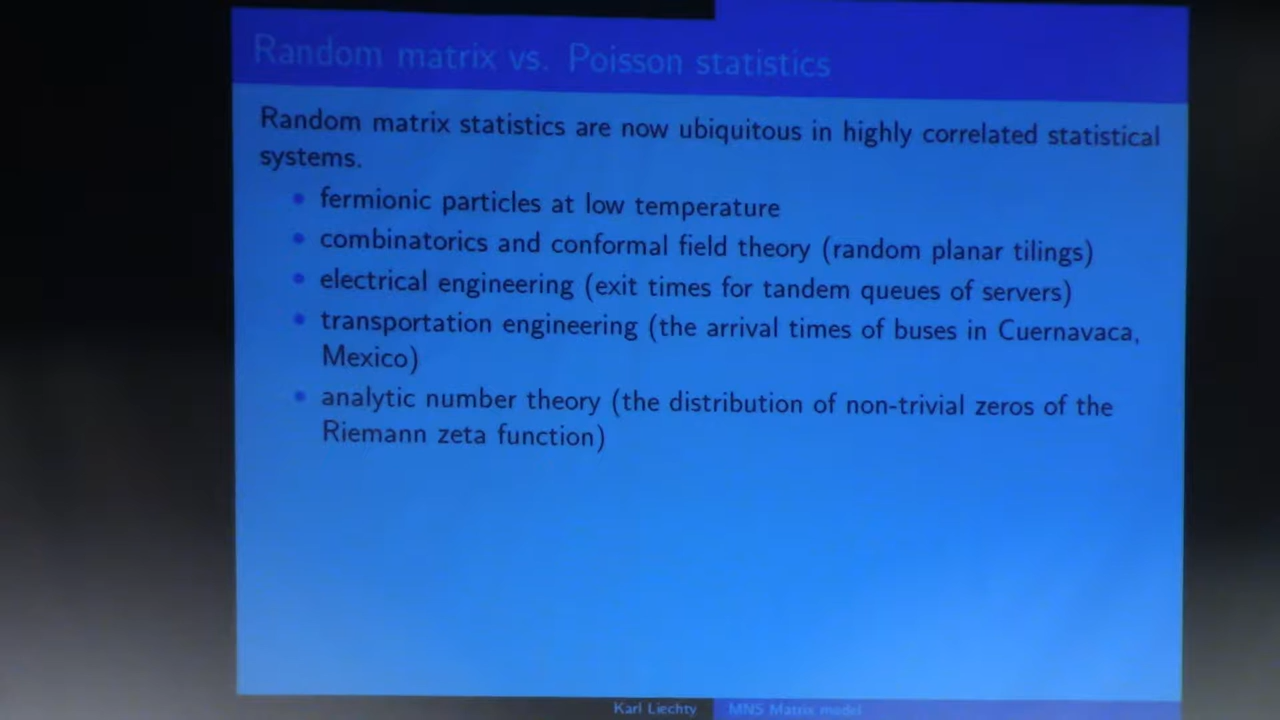 Random matrix vs. Poisson statistics
Random matrix statistics are now ubiquitous in highly correlated statistical
systems.
• fermionic particles at low temperature
• combinatorics and conformal field theory (random planar tilings)
• electrical engineering (exit times for tandem queues of servers)
• transportation engineering (the arrival times of buses in Cuernavaca,
Mexico)
• analytic number theory (the distribution of non-trivial zeros of the
Riemann zeta function)
Karl Liechty MNS Matrix model